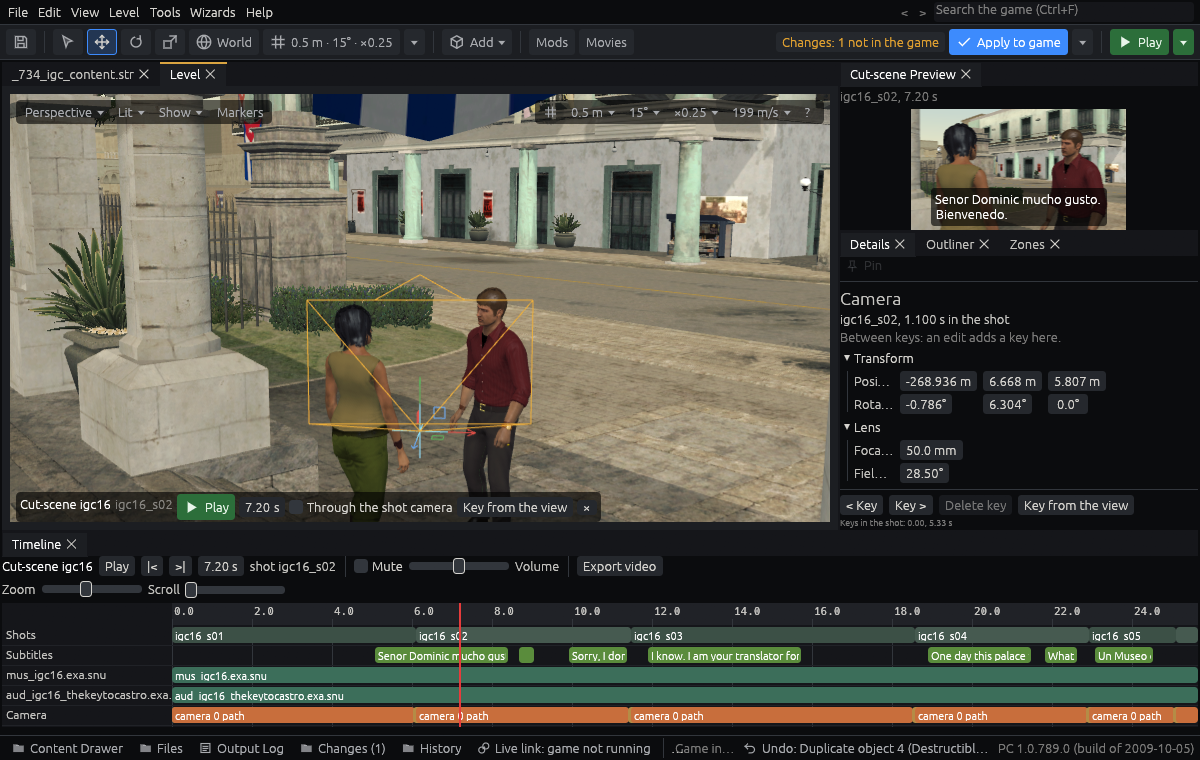 File Edit View Level Tools Wizards Help
< > Search the game (Ctrl+F)
World 0.5 m · 15° · ×0.25 Add Mods Movies Changes: 1 not in the game Apply to game Play
_734_igc_content.str Level
Cut-scene Preview
igc16_s02, 7.20 s
Perspective Lit Show Markers 0.5 m 15° ×0.25 199 m/s ?
Senor Dominic mucho gusto.
Bienvenedo.
Details Outliner Zones
Pin
Camera
igc16_s02, 1.100 s in the shot
Between keys: an edit adds a key here.
Transform
Posi... -268.936 m 6.668 m 5.807 m
Rota... -0.786° 6.304° 0.0°
Lens
Foca... 50.0 mm
Fiel... 28.50°
< Key Key > Delete key Key from the view
Keys in the shot: 0.00, 5.33 s
Cut-scene igc16 igc16_s02 Play 7.20 s Through the shot camera Key from the view ×
Timeline
Cut-scene igc16 Play |< >| 7.20 s shot igc16_s02 Mute Volume Export video
Zoom Scroll
0.0 2.0 4.0 6.0 8.0 10.0 12.0 14.0 16.0 18.0 20.0 22.0 24.0
Shots igc16_s01 igc16_s02 igc16_s03 igc16_s04 igc16_s05
Subtitles Senor Dominic mucho gus Sorry, I don I know. I am your translator for One day this palace What Un Museo
mus_igc16.exa.snu mus_igc16.exa.snu
aud_igc16_thekeytocastro.exa. aud_igc16_thekeytocastro.exa.snu
Camera camera 0 path camera 0 path camera 0 path camera 0 path camera 0 path
Content Drawer Files Output Log Changes (1) History Live link: game not running .Game in... Undo: Duplicate object 4 (Destructibl... PC 1.0.789.0 (build of 2009-10-05)